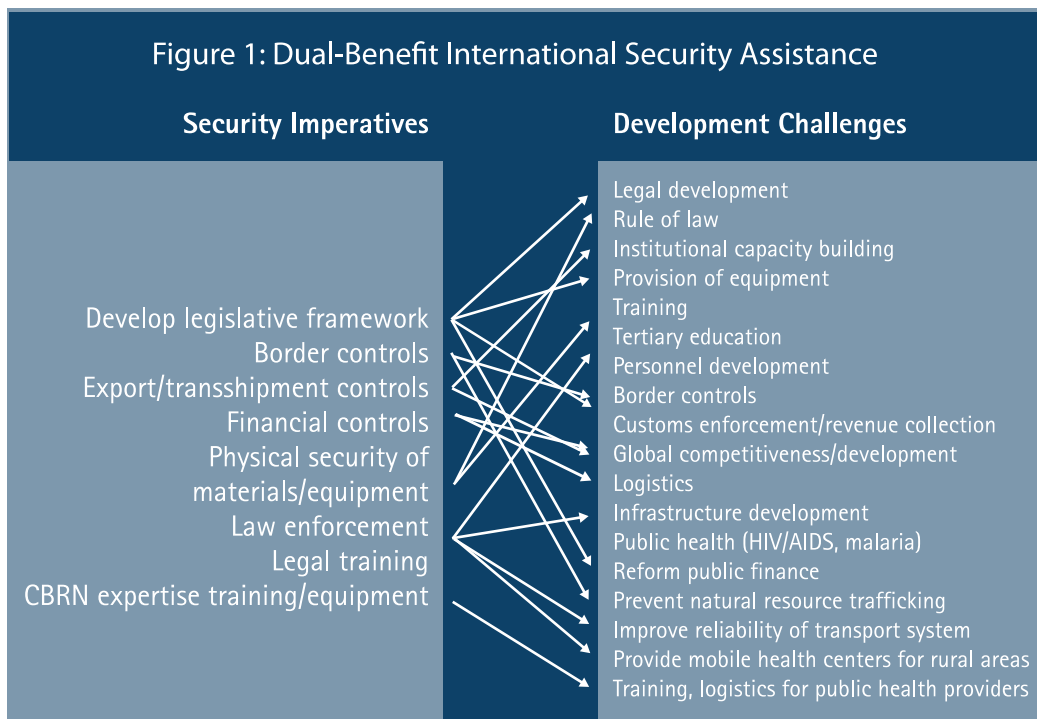 Figure 1: Dual-Benefit International Security Assistance
Security Imperatives
Development Challenges
Develop legislative framework
Border controls
Export/transshipment controls
Financial controls
Physical security of
materials/equipment
Law enforcement
Legal training
CBRN expertise training/equipment
Legal development
Rule of law
Institutional capacity building
Provision of equipment
Training
Tertiary education
Personnel development
Border controls
Customs enforcement/revenue collection
Global competitiveness/development
Logistics
Infrastructure development
Public health (HIV/AIDS, malaria)
Reform public finance
Prevent natural resource trafficking
Improve reliability of transport system
Provide mobile health centers for rural areas
Training, logistics for public health providers